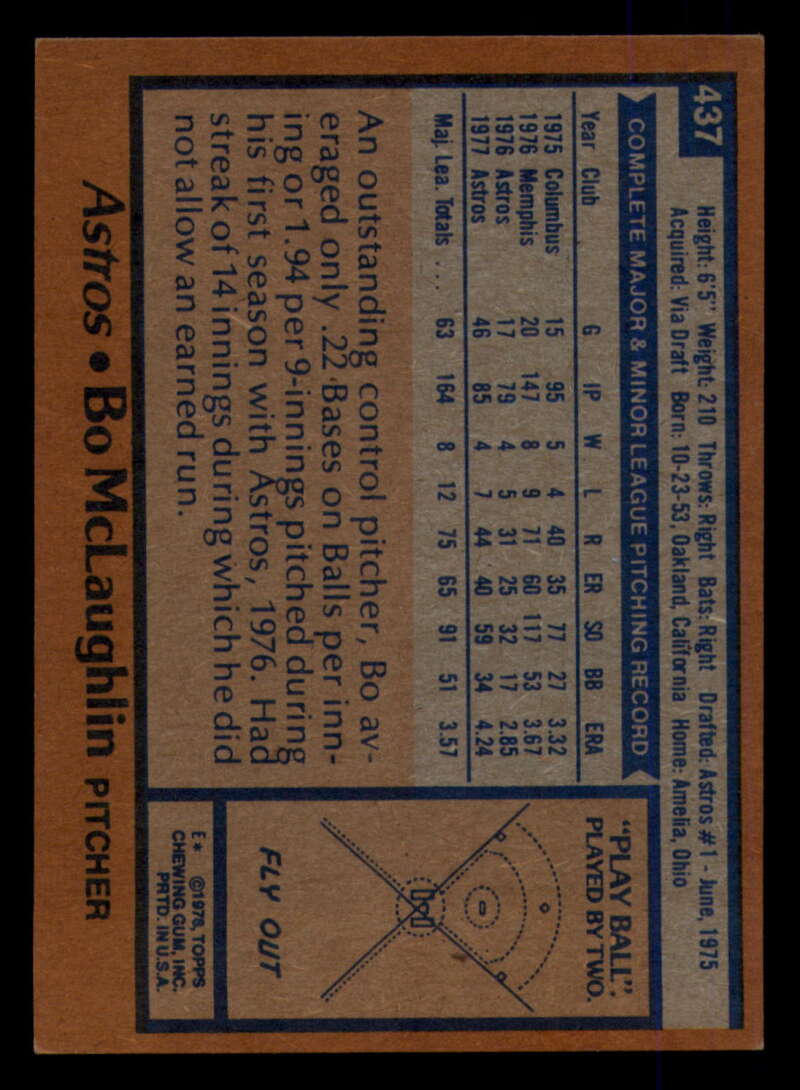 437
Height: 6'5" Weight: 210 Throws: Right Bats: Right Drafted: Astros #1 - June, 1975
Acquired: Via Draft Born: 10-23-53, Oakland, California Home: Amelia, Ohio
COMPLETE MAJOR & MINOR LEAGUE PITCHING RECORD
Year Club G IP W L R ER SO BB ERA
1975 Columbus 15 95 5 4 40 35 77 27 3.32
1976 Memphis 20 147 8 9 71 60 117 53 3.67
1976 Astros 17 79 4 5 31 25 32 17 2.85
1977 Astros 46 85 4 7 44 40 59 34 4.24
Maj. Lea. Totals ... 63 164 8 12 75 65 91 51 3.57
An outstanding control pitcher, Bo av-
eraged only .22 Bases on Balls per inn-
ing or 1.94 per 9-innings pitched during
his first season with Astros, 1976. Had
streak of 14 innings during which he did
not allow an earned run.
"PLAY BALL".
PLAYED BY TWO.
FLY OUT
E* ©1978, TOPPS
CHEWING GUM, INC.
PRTD. IN U.S.A.
Astros • Bo McLaughlin PITCHER